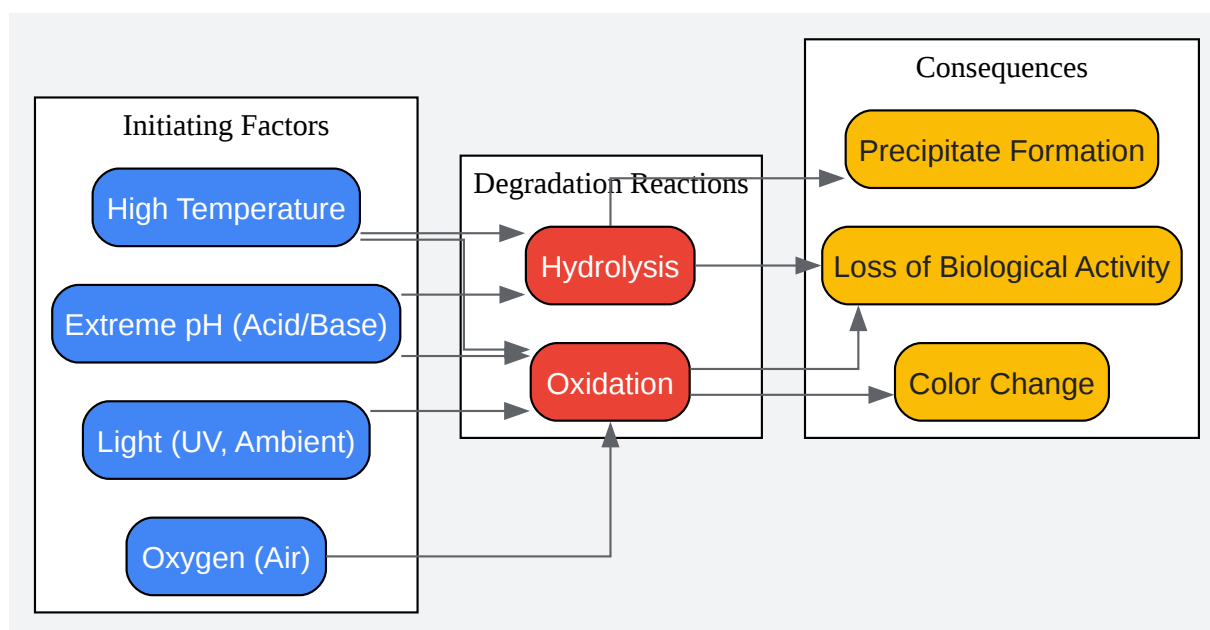 Initiating Factors
High Temperature
Extreme pH (Acid/Base)
Light (UV, Ambient)
Oxygen (Air)
Degradation Reactions
Hydrolysis
Oxidation
Consequences
Precipitate Formation
Loss of Biological Activity
Color Change